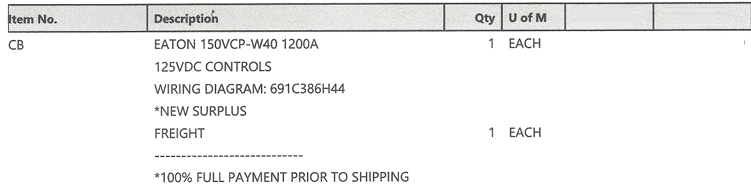 Item No. Description Qty U of M
CB EATON 150VCP-W40 1200A 1 EACH
125VDC CONTROLS
WIRING DIAGRAM: 691C386H44
*NEW SURPLUS
FREIGHT 1 EACH
---------------------------
*100% FULL PAYMENT PRIOR TO SHIPPING